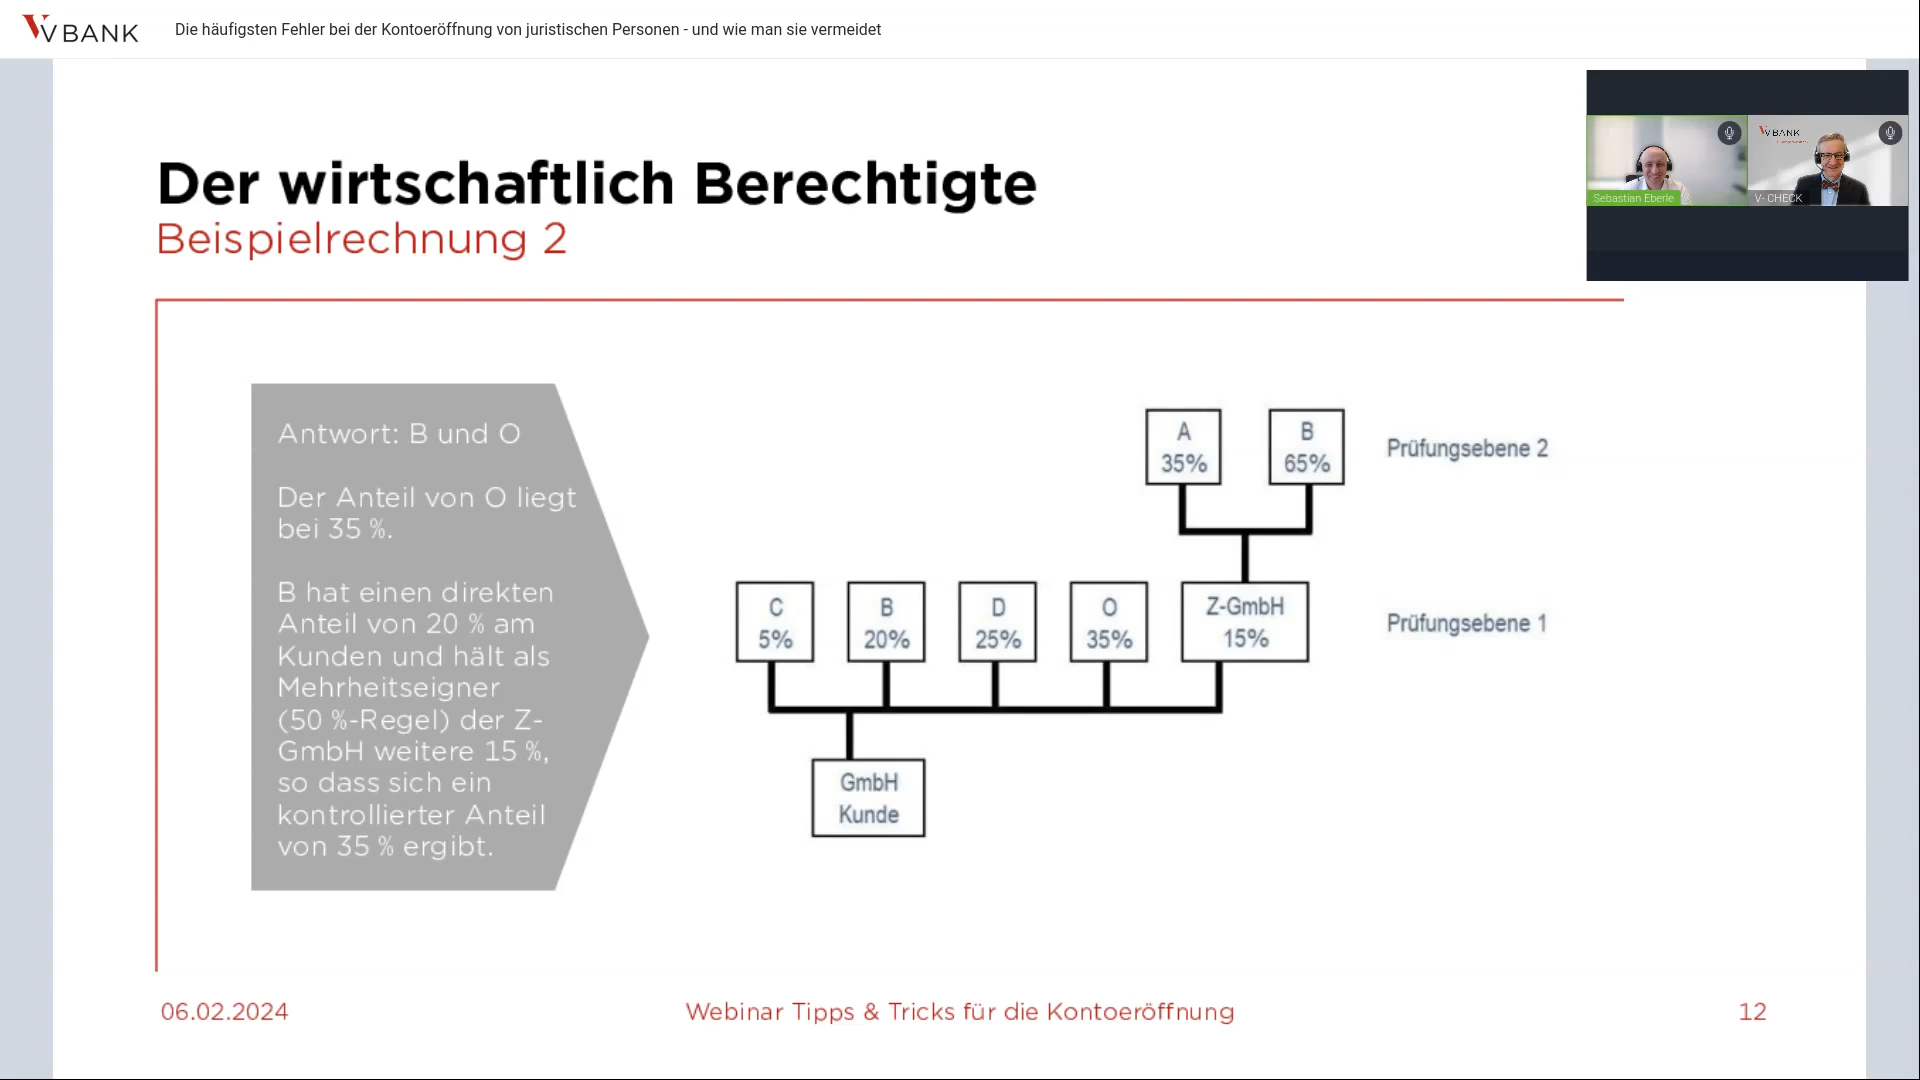 VBANK
Die häufigsten Fehler bei der Kontoeröffnung von juristischen Personen - und wie man sie vermeidet
Der wirtschaftlich Berechtigte
Beispielrechnung 2
VBANK
Sebastian Eberle
V- CHECK
Antwort: B und O
Der Anteil von O liegt
bei 35 %.
B hat einen direkten
Anteil von 20 % am
Kunden und hält als
Mehrheitseigner
(50 %-Regel) der Z-
GmbH weitere 15 %,
so dass sich ein
kontrollierter Anteil
von 35 % ergibt.
A
35%
B
65%
Prüfungsebene 2
C
5%
B
20%
D
25%
O
35%
Z-GmbH
15%
Prüfungsebene 1
GmbH
Kunde
06.02.2024
Webinar Tipps & Tricks für die Kontoeröffnung
12